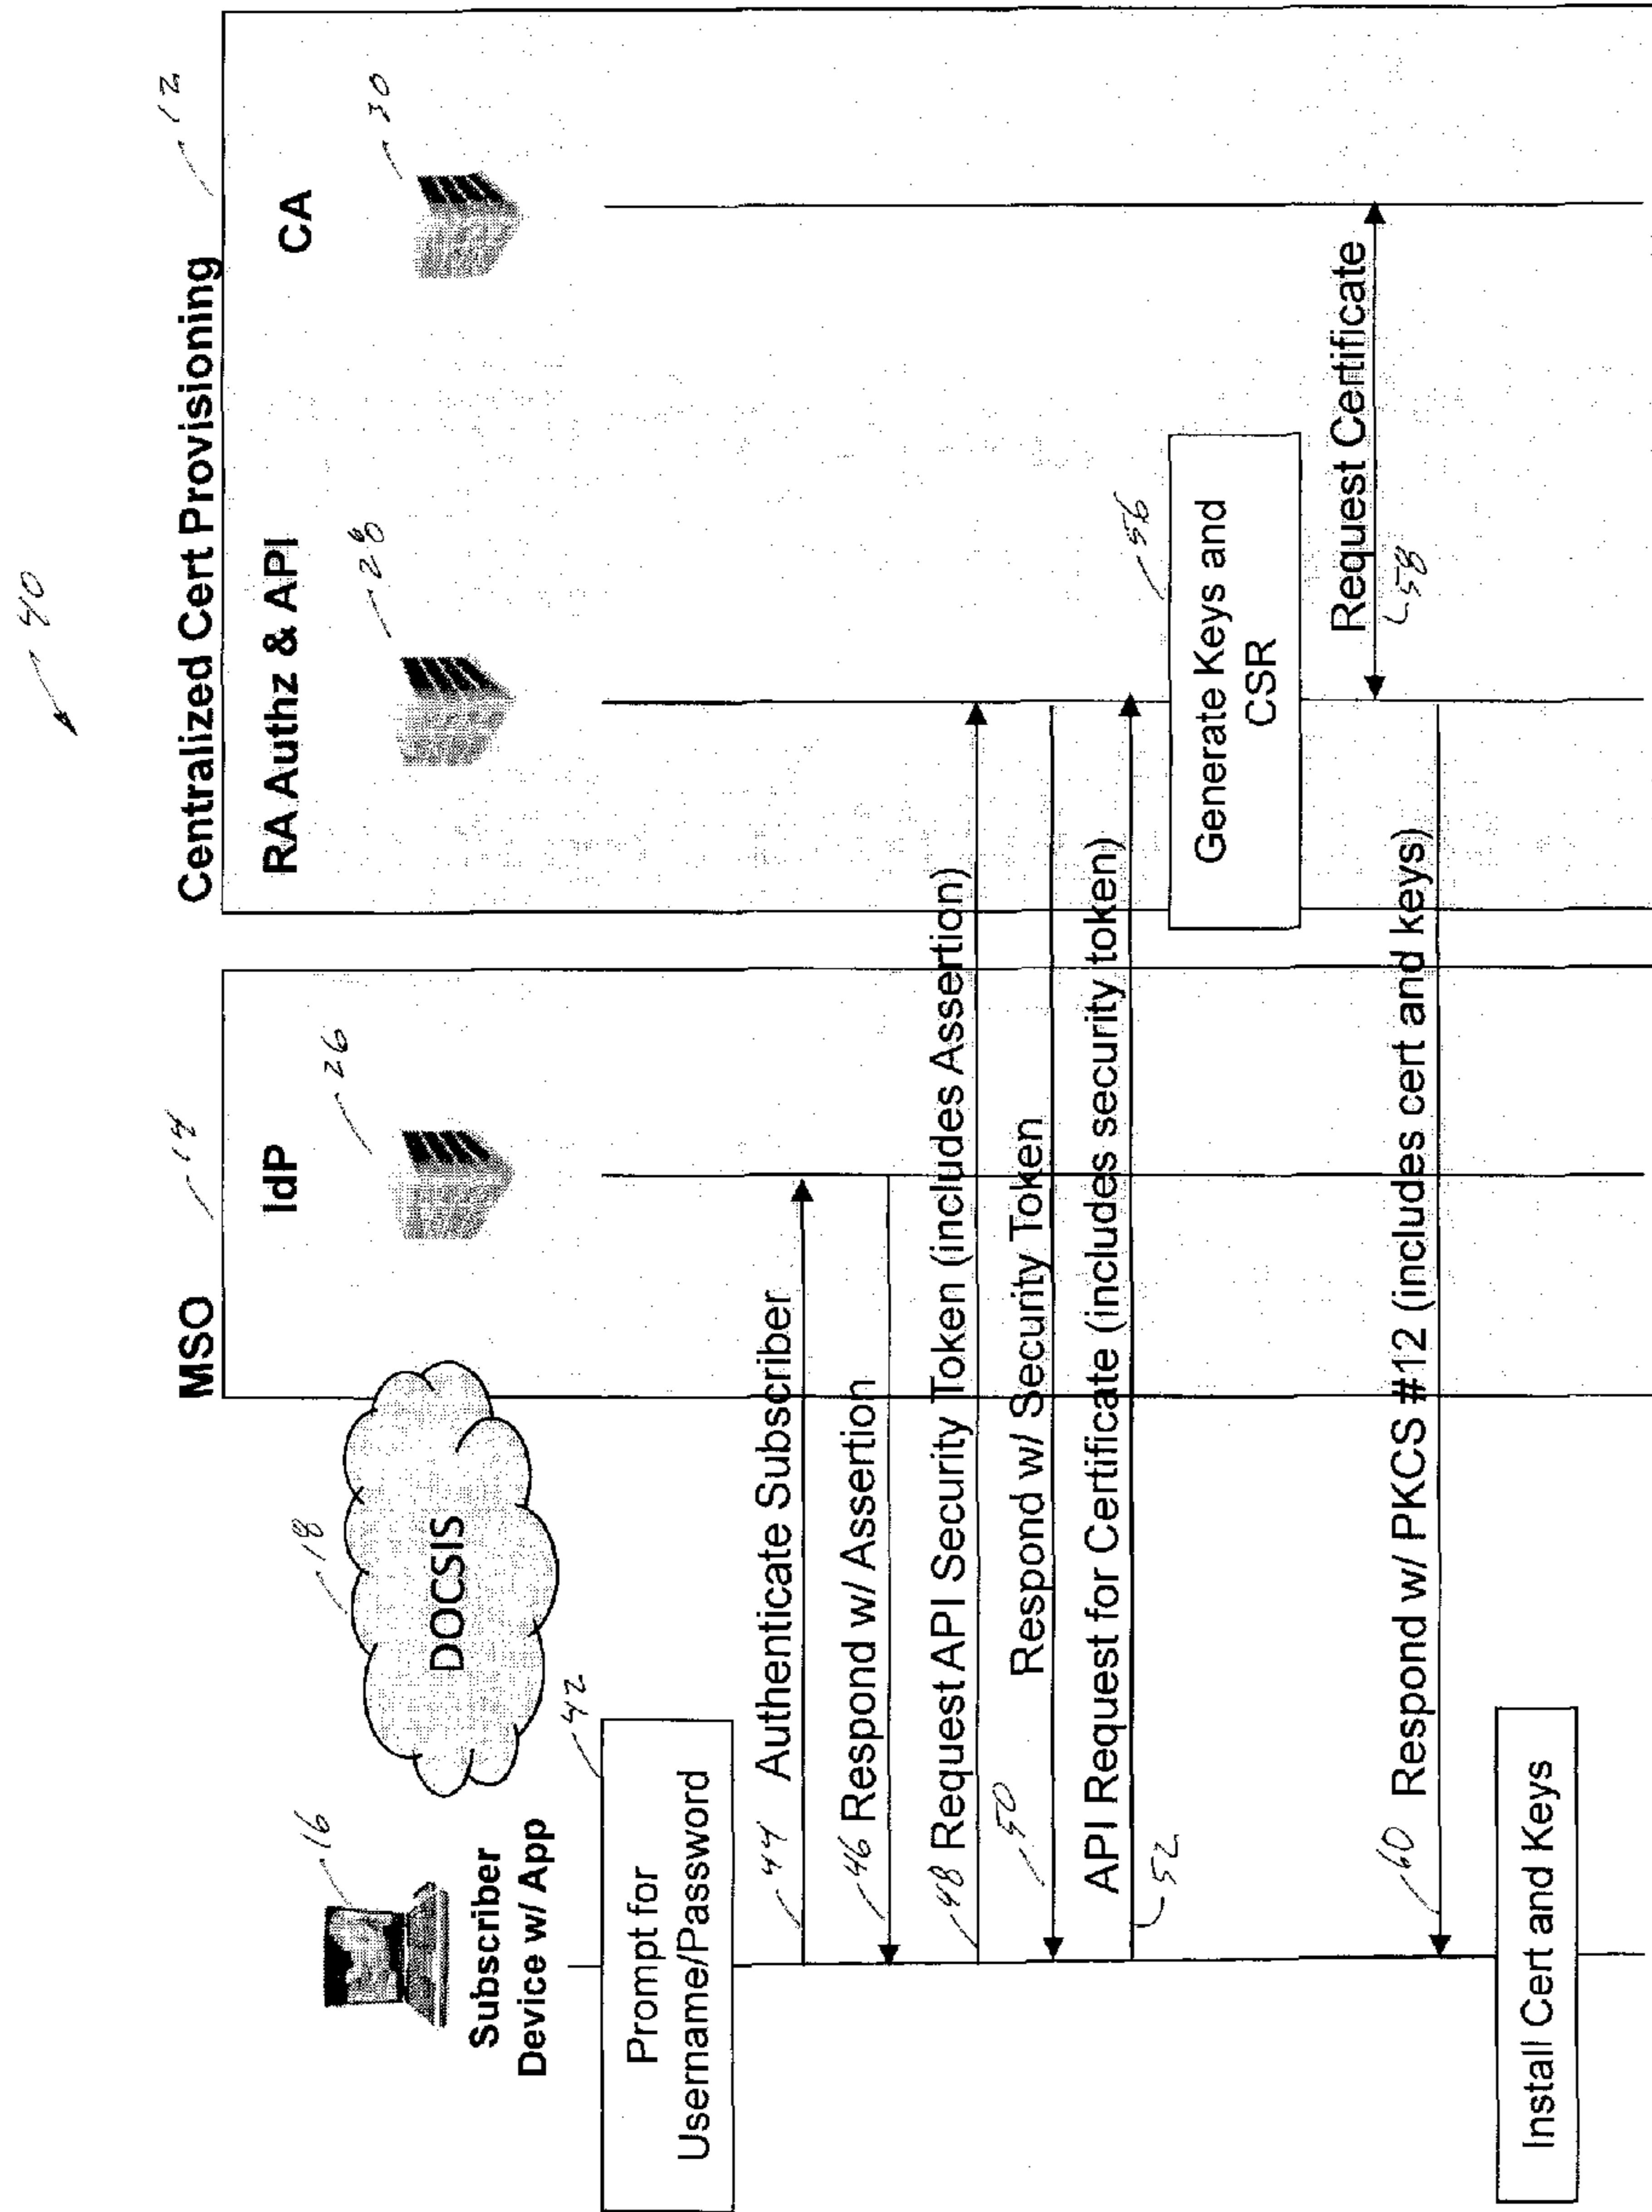 40
Centralized Cert Provisioning
12
MSO
14
RA Authz & API
28
CA
30
IdP
26
DOCSIS
18
16
Subscriber
Device w/ App
Prompt for
Username/Password
42
44
Authenticate Subscriber
46
Respond w/ Assertion
48
Request API Security Token (includes Assertion)
50
Respond w/ Security Token
API Request for Certificate (includes security token)
52
Generate Keys and
CSR
56
Request Certificate
58
60
Respond w/ PKCS #12 (includes cert and keys)
Install Cert and Keys